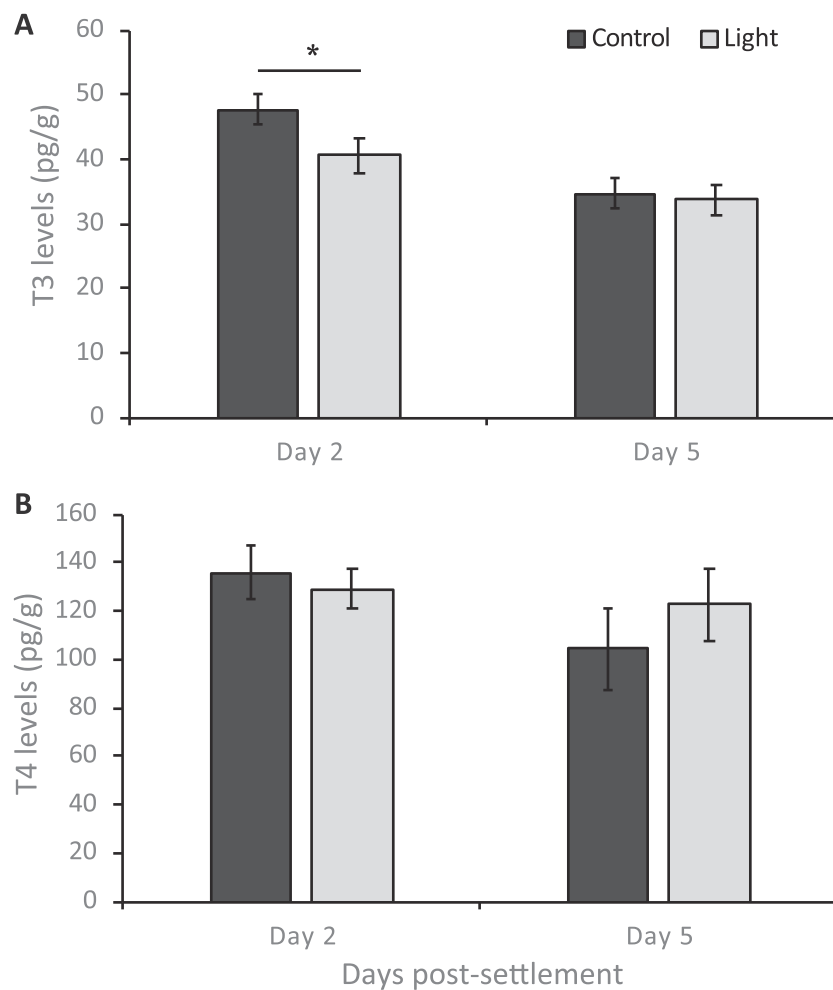 A
60
50
40
30
20
10
0
T3 levels (pg/g)
*
Control Light
Day 2 Day 5
B
160
140
120
100
80
60
40
20
0
T4 levels (pg/g)
Day 2 Day 5
Days post-settlement